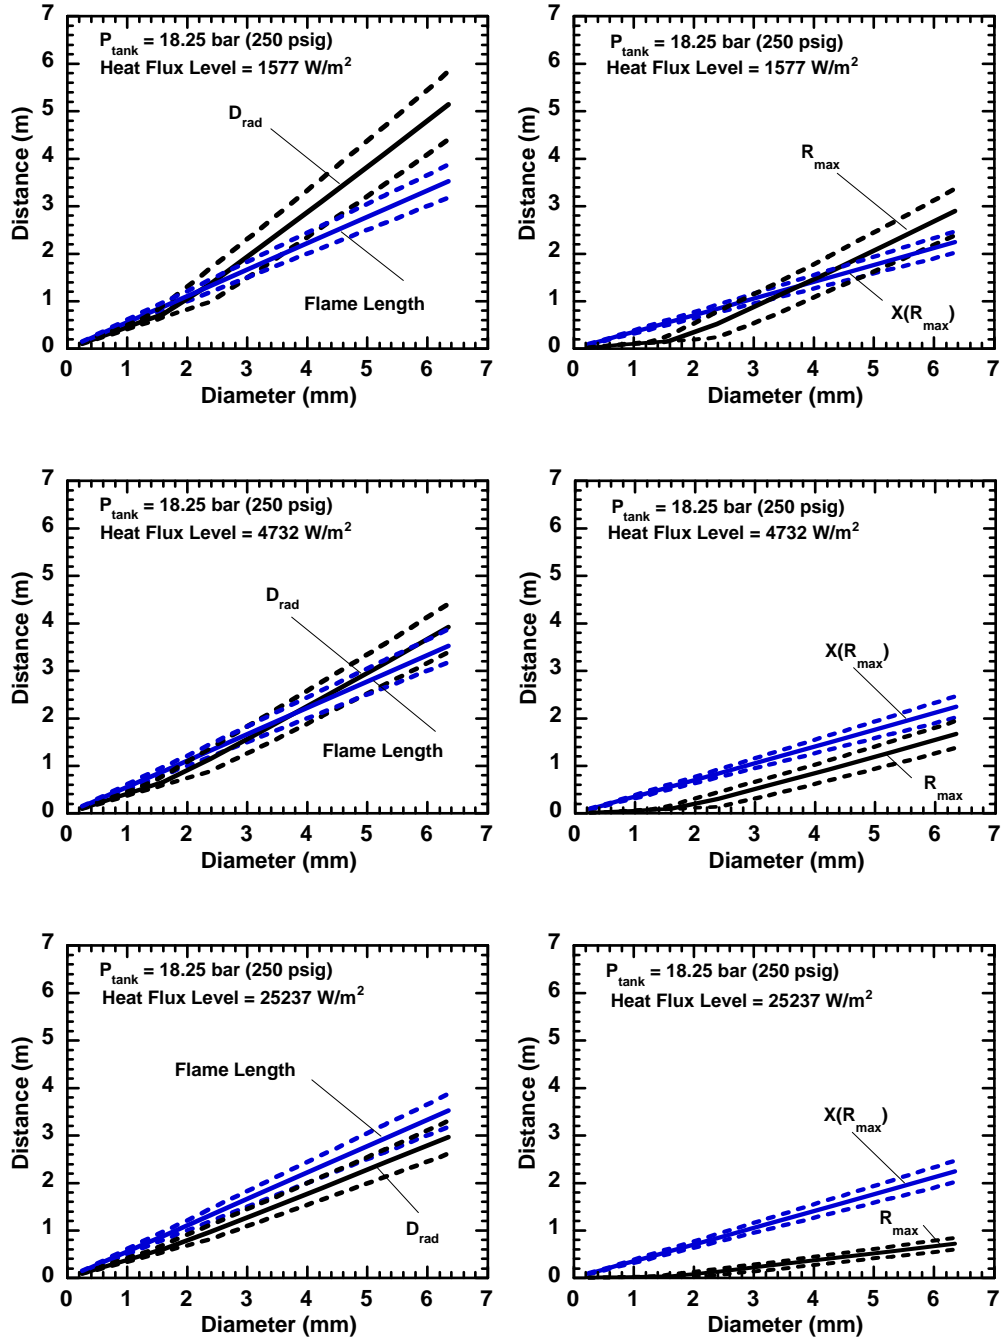 P_tank = 18.25 bar (250 psig)
Heat Flux Level = 1577 W/m²
D_rad
Flame Length
Distance (m)
7
6
5
4
3
2
1
0
0 1 2 3 4 5 6 7
Diameter (mm)
P_tank = 18.25 bar (250 psig)
Heat Flux Level = 1577 W/m²
R_max
X(R_max)
Distance (m)
7
6
5
4
3
2
1
0
0 1 2 3 4 5 6 7
Diameter (mm)
P_tank = 18.25 bar (250 psig)
Heat Flux Level = 4732 W/m²
D_rad
Flame Length
Distance (m)
7
6
5
4
3
2
1
0
0 1 2 3 4 5 6 7
Diameter (mm)
P_tank = 18.25 bar (250 psig)
Heat Flux Level = 4732 W/m²
X(R_max)
R_max
Distance (m)
7
6
5
4
3
2
1
0
0 1 2 3 4 5 6 7
Diameter (mm)
P_tank = 18.25 bar (250 psig)
Heat Flux Level = 25237 W/m²
Flame Length
D_rad
Distance (m)
7
6
5
4
3
2
1
0
0 1 2 3 4 5 6 7
Diameter (mm)
P_tank = 18.25 bar (250 psig)
Heat Flux Level = 25237 W/m²
X(R_max)
R_max
Distance (m)
7
6
5
4
3
2
1
0
0 1 2 3 4 5 6 7
Diameter (mm)